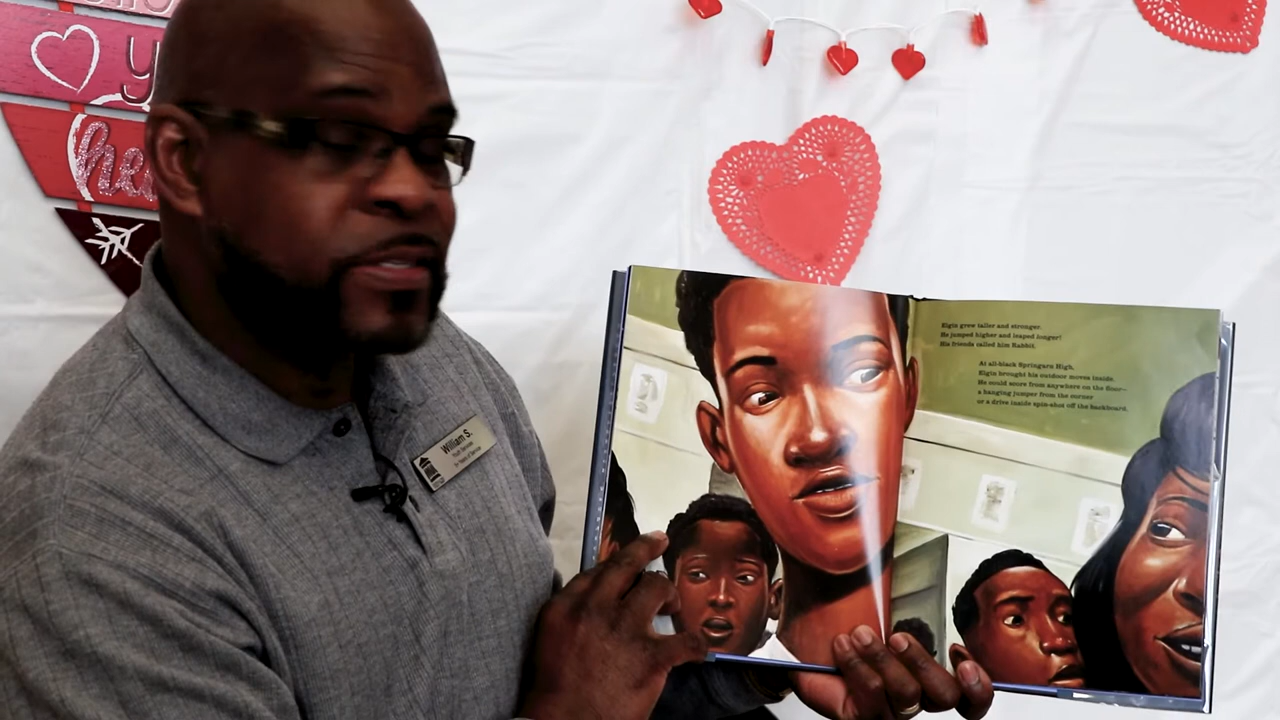 William S.
Youth Services
Elgin grew taller and stronger.
He jumped higher and leaped longer!
His friends called him Rabbit.
At all-black Springarn High,
Elgin brought his outdoor moves inside.
He could score from anywhere on the floor—
a hanging jumper from the corner
or a drive inside spin-shot off the backboard.